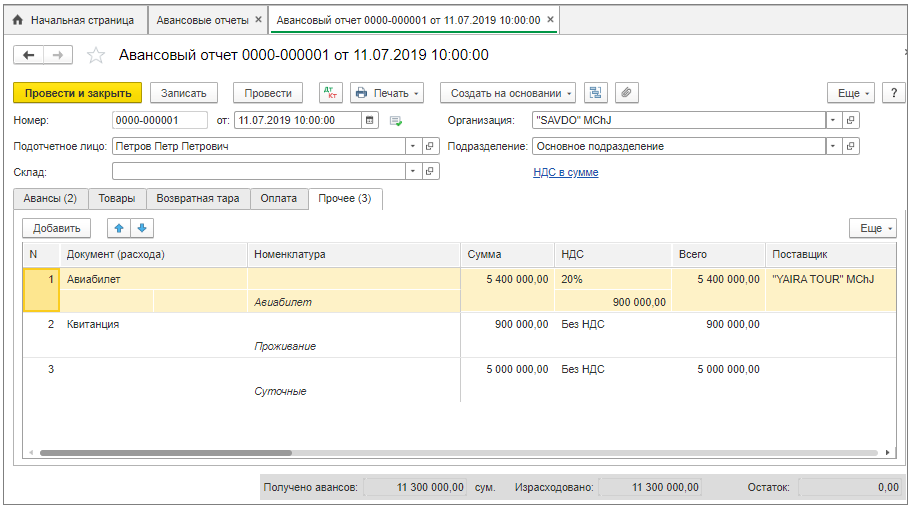 Начальная страница Авансовые отчеты × Авансовый отчет 0000-000001 от 11.07.2019 10:00:00 ×
Авансовый отчет 0000-000001 от 11.07.2019 10:00:00
Провести и закрыть Записать Провести Дт Кт Печать Создать на основании Еще ?
Номер: 0000-000001 от: 11.07.2019 10:00:00 Организация: "SAVDO" MChJ
Подотчетное лицо: Петров Петр Петрович Подразделение: Основное подразделение
Склад: НДС в сумме
Авансы (2) Товары Возвратная тара Оплата Прочее (3)
Добавить Еще
N Документ (расхода) Номенклатура Сумма НДС Всего Поставщик
1 Авиабилет 5 400 000,00 20% 5 400 000,00 "YAIRA TOUR" MChJ
Авиабилет 900 000,00
2 Квитанция 900 000,00 Без НДС 900 000,00
Проживание
3 5 000 000,00 Без НДС 5 000 000,00
Суточные
Получено авансов: 11 300 000,00 сум. Израсходовано: 11 300 000,00 Остаток: 0,00